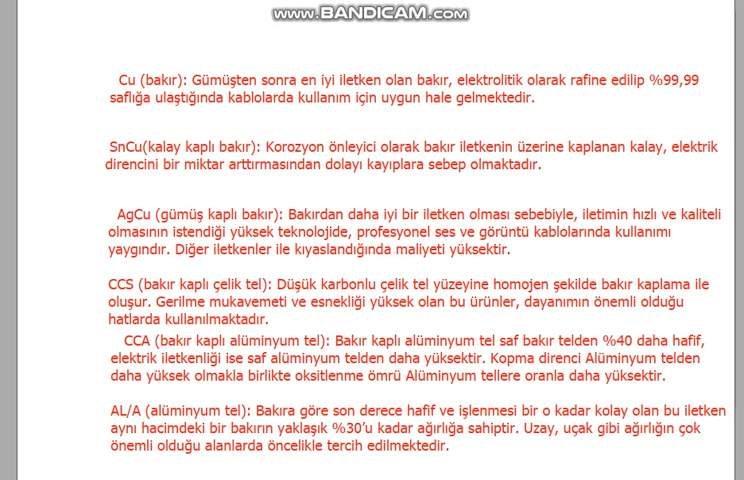 www.BANDICAM.com
Cu (bakır): Gümüşten sonra en iyi iletken olan bakır, elektrolitik olarak rafine edilip %99,99
saflığa ulaştığında kablolarda kullanım için uygun hale gelmektedir.
SnCu(kalay kaplı bakır): Korozyon önleyici olarak bakır iletkenin üzerine kaplanan kalay, elektrik
direncini bir miktar arttırmasından dolayı kayıplara sebep olmaktadır.
AgCu (gümüş kaplı bakır): Bakırdan daha iyi bir iletken olması sebebiyle, iletimin hızlı ve kaliteli
olmasının istendiği yüksek teknolojide, profesyonel ses ve görüntü kablolarında kullanımı
yaygındır. Diğer iletkenler ile kıyaslandığında maliyeti yüksektir.
CCS (bakır kaplı çelik tel): Düşük karbonlu çelik tel yüzeyine homojen şekilde bakır kaplama ile
oluşur. Gerilme mukavemeti ve esnekliği yüksek olan bu ürünler, dayanımın önemli olduğu
hatlarda kullanılmaktadır.
CCA (bakır kaplı alüminyum tel): Bakır kaplı alüminyum tel saf bakır telden %40 daha hafif,
elektrik iletkenliği ise saf alüminyum telden daha yüksektir. Kopma direnci Alüminyum telden
daha yüksek olmakla birlikte oksitlenme ömrü Alüminyum tellere oranla daha yüksektir.
AL/A (alüminyum tel): Bakıra göre son derece hafif ve işlenmesi bir o kadar kolay olan bu iletken
aynı hacimdeki bir bakırın yaklaşık %30’u kadar ağırlığa sahiptir. Uzay, uçak gibi ağırlığın çok
önemli olduğu alanlarda öncelikle tercih edilmektedir.